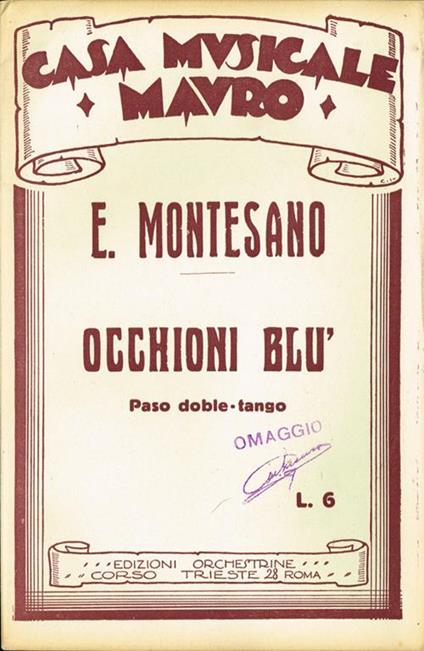 CASA MVSICALE
MAVRO
E. MONTESANO
OCCHIONI BLU'
Paso doble-tango
OMAGGIO
L. 6
EDIZIONI ORCHESTRINE
CORSO TRIESTE 28 ROMA